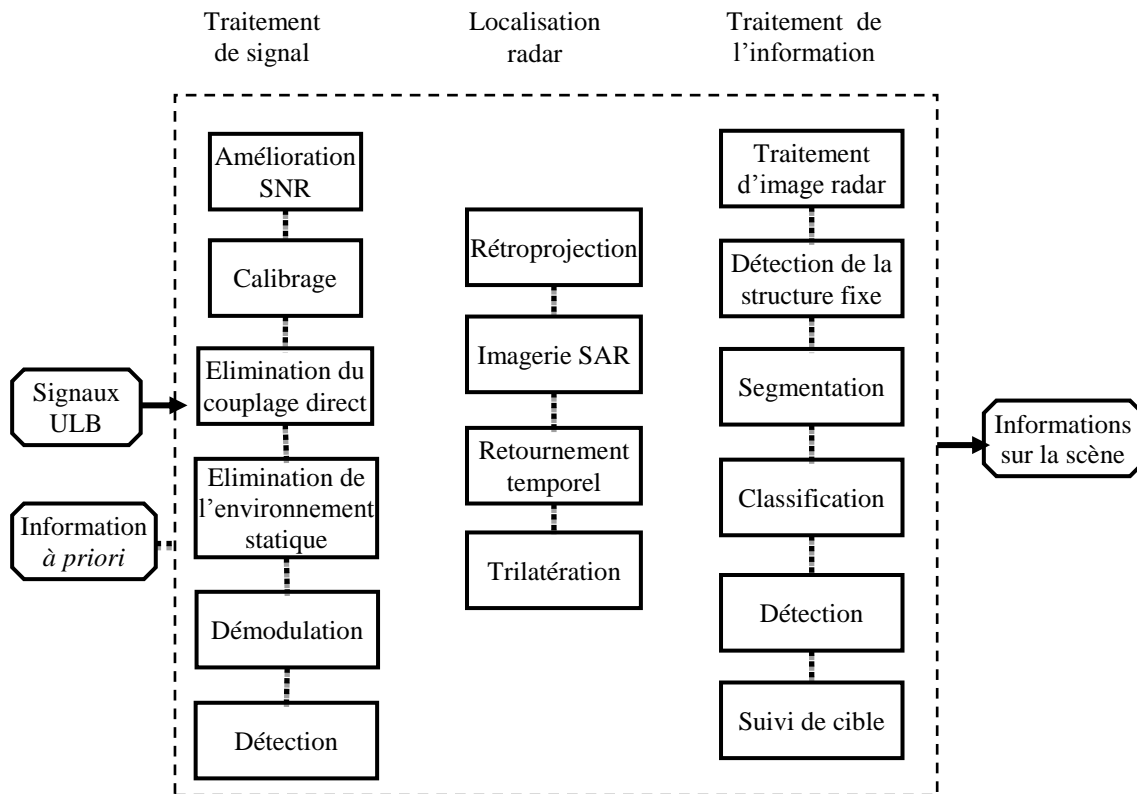 Traitement
de signal
Localisation
radar
Traitement de
l'information
Signaux
ULB
Information
à priori
Amélioration
SNR
Calibrage
Elimination du
couplage direct
Elimination de
l'environnement
statique
Démodulation
Détection
Rétroprojection
Imagerie SAR
Retournement
temporel
Trilatération
Traitement
d'image radar
Détection de la
structure fixe
Segmentation
Classification
Détection
Suivi de cible
Informations
sur la scène